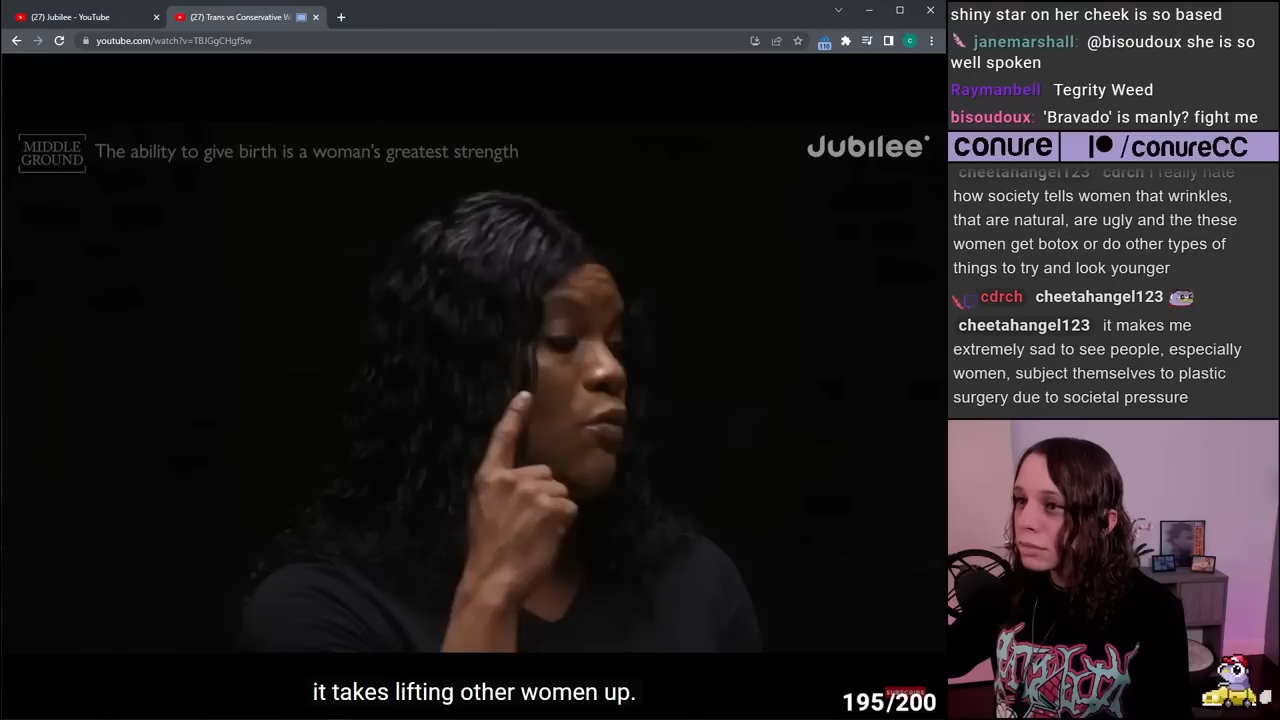 (27) Jubilee - YouTube
(27) Trans vs Conservative W
youtube.com/watch?v=TBJGgCHgf5w
MIDDLE
GROUND
The ability to give birth is a woman's greatest strength
Jubilee
it takes lifting other women up.
SUBSCRIBE
195/200
shiny star on her cheek is so based
janemarshall: @bisoudoux she is so
well spoken
Raymanbell Tegrity Weed
bisoudoux: 'Bravado' is manly? fight me
conure
/conureCC
cheetahangel123 cdrch i really hate
how society tells women that wrinkles,
that are natural, are ugly and the these
women get botox or do other types of
things to try and look younger
cdrch cheetahangel123
cheetahangel123 it makes me
extremely sad to see people, especially
women, subject themselves to plastic
surgery due to societal pressure